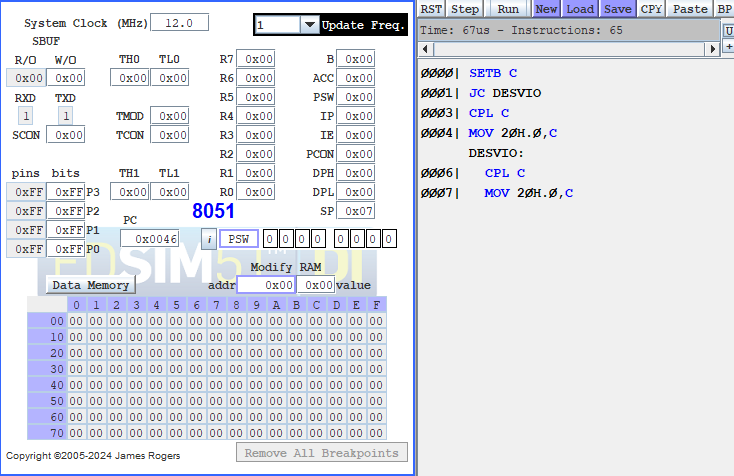 System Clock (MHz) 12.0
1 Update Freq.
SBUF
R/O W/O TH0 TL0 R7 0x00 B 0x00
0x00 0x00 0x00 0x00 R6 0x00 ACC 0x00
RXD TXD R5 0x00 PSW 0x00
1 1 TMOD 0x00 R4 0x00 IP 0x00
SCON 0x00 TCON 0x00 R3 0x00 IE 0x00
R2 0x00 PCON 0x00
pins bits TH1 TL1 R1 0x00 DPH 0x00
0xFF 0xFF P3 0x00 0x00 R0 0x00 DPL 0x00
0xFF 0xFF P2 PC 8051 SP 0x07
0xFF 0xFF P1 0x0046 i PSW 0 0 0 0 0 0 0 0
0xFF 0xFF P0
EDSIM51 DI
Modify RAM
Data Memory addr 0x00 0x00 value
0 1 2 3 4 5 6 7 8 9 A B C D E F
00 00 00 00 00 00 00 00 00 00 00 00 00 00 00 00 00
10 00 00 00 00 00 00 00 00 00 00 00 00 00 00 00 00
20 00 00 00 00 00 00 00 00 00 00 00 00 00 00 00 00
30 00 00 00 00 00 00 00 00 00 00 00 00 00 00 00 00
40 00 00 00 00 00 00 00 00 00 00 00 00 00 00 00 00
50 00 00 00 00 00 00 00 00 00 00 00 00 00 00 00 00
60 00 00 00 00 00 00 00 00 00 00 00 00 00 00 00 00
70 00 00 00 00 00 00 00 00 00 00 00 00 00 00 00 00
Copyright ©2005-2024 James Rogers Remove All Breakpoints
RST Step Run New Load Save CPY Paste BP
Time: 67us - Instructions: 65 U
+
0000| SETB C
0001| JC DESVIO
0003| CPL C
0004| MOV 20H.0,C
DESVIO:
0006| CPL C
0007| MOV 20H.0,C